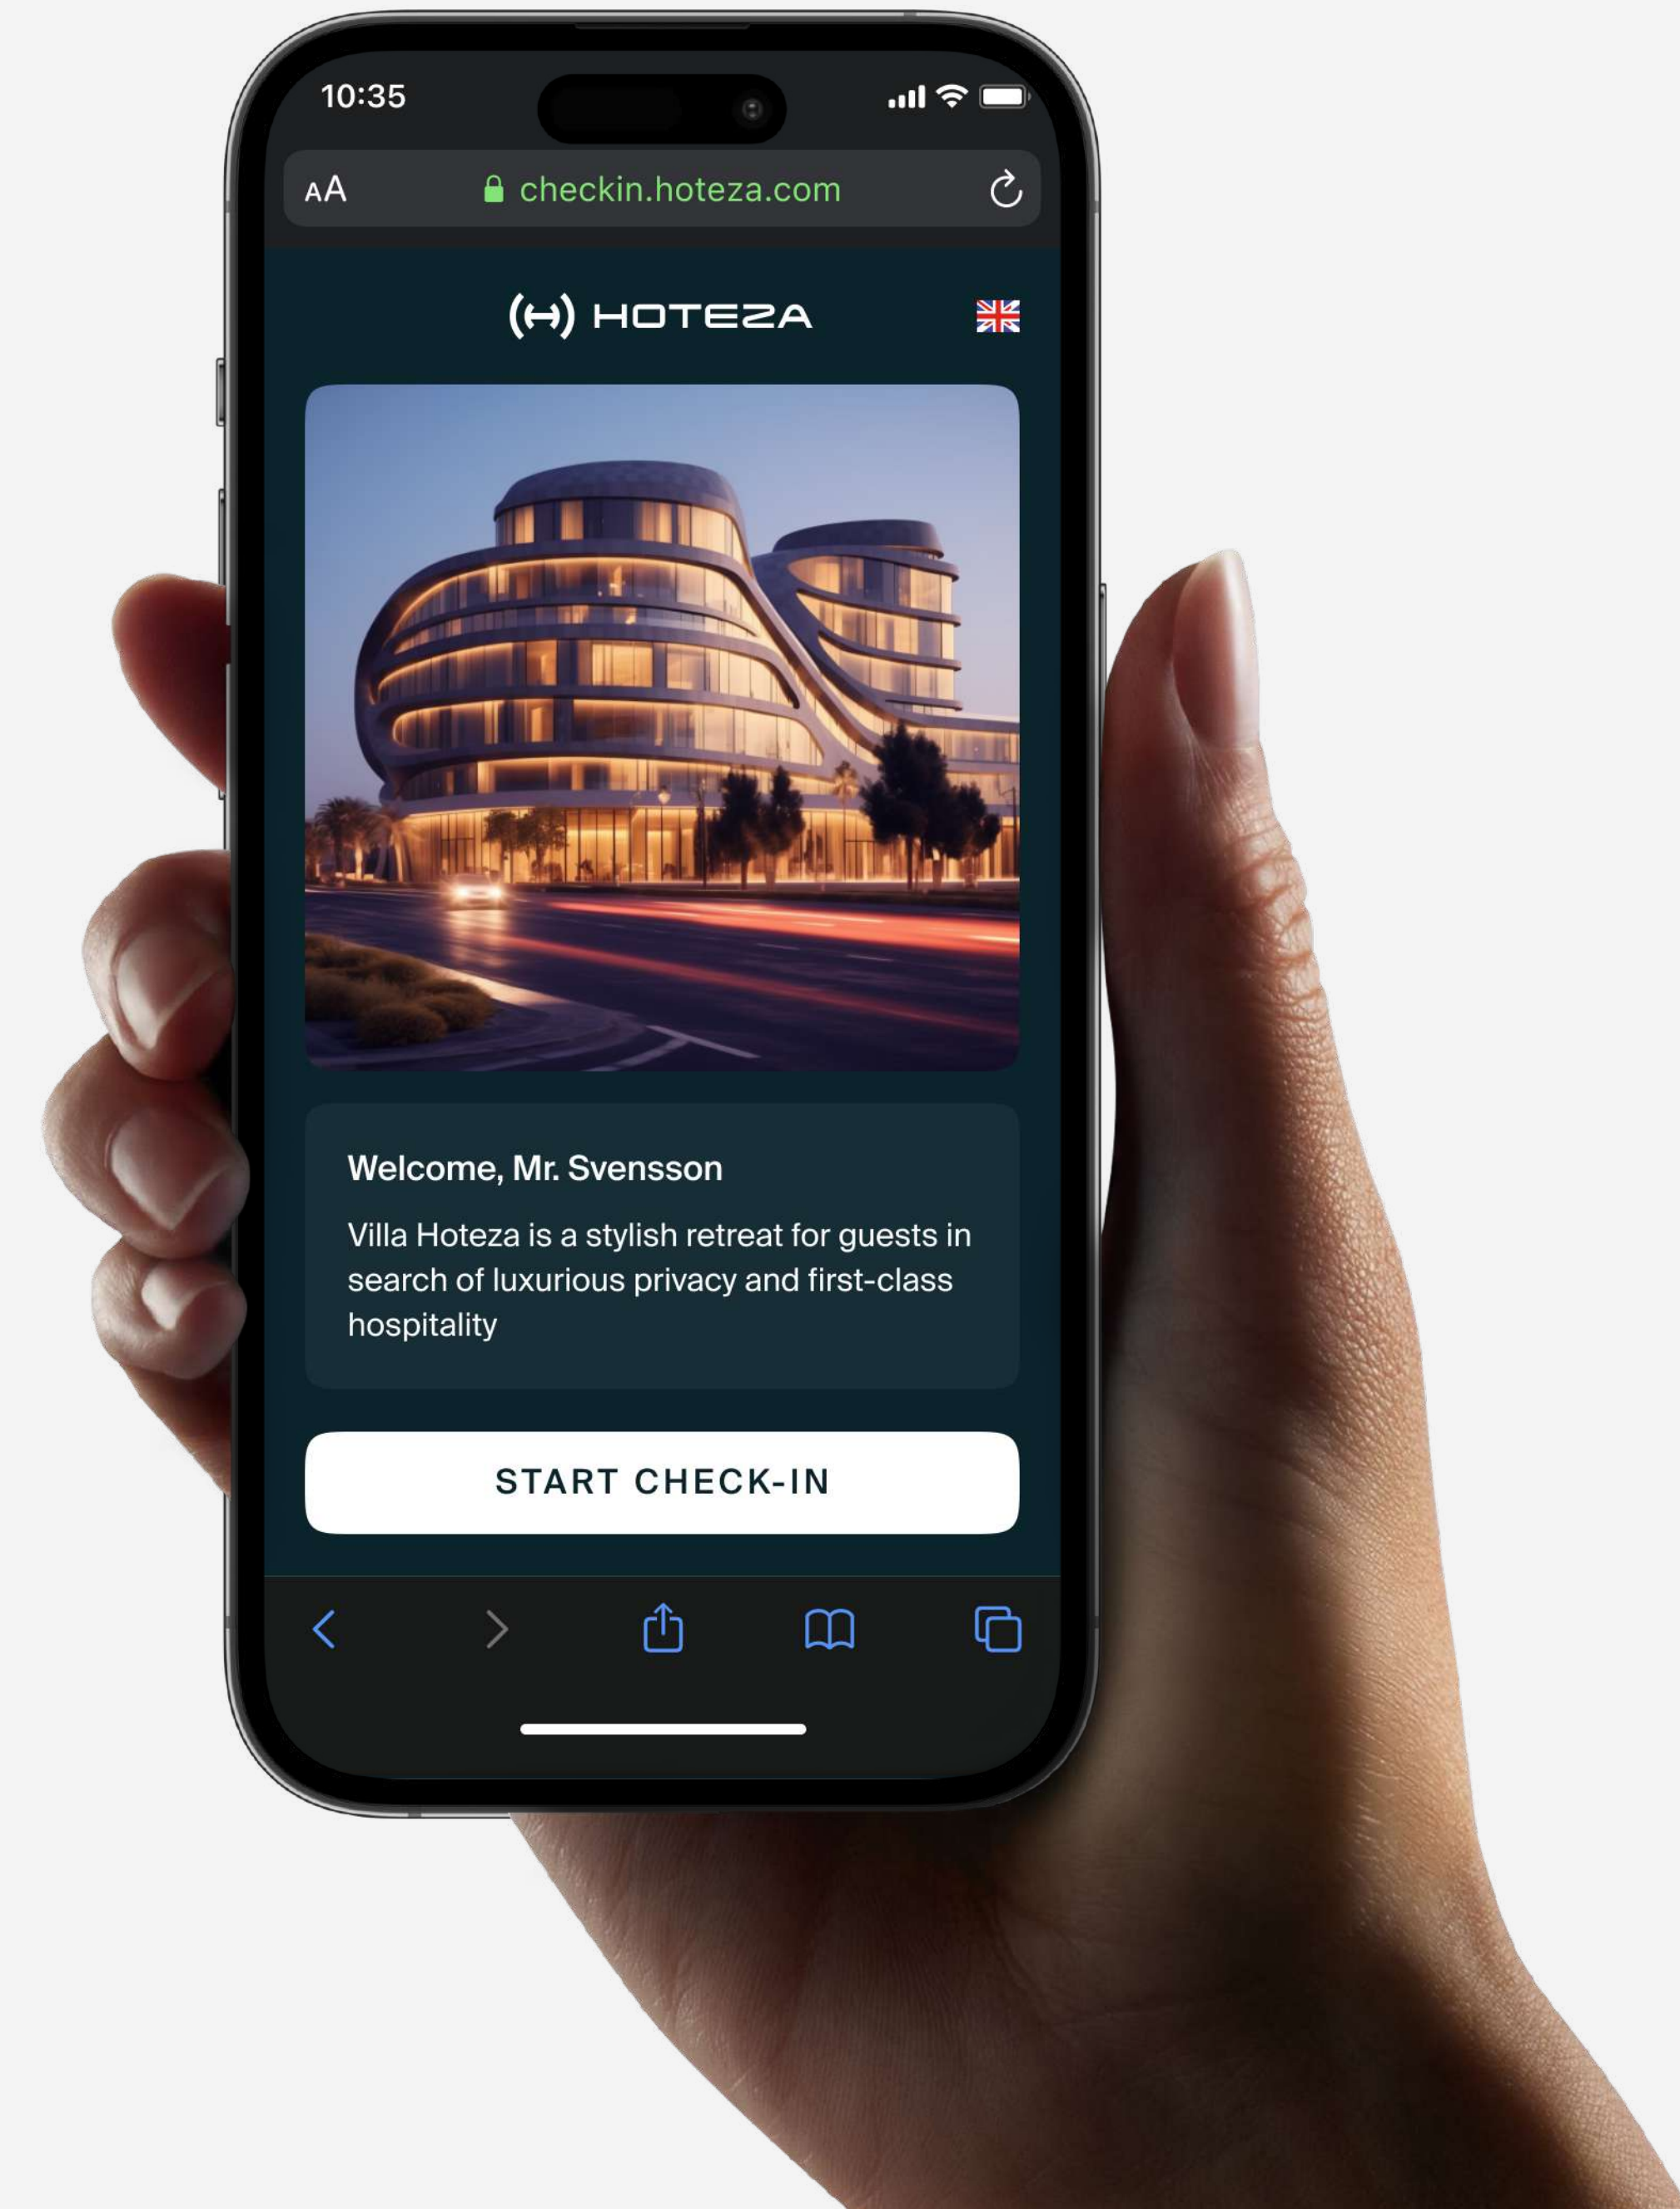 10:35
AA checkin.hoteza.com
HOTEZA
Welcome, Mr. Svensson
Villa Hoteza is a stylish retreat for guests in
search of luxurious privacy and first-class
hospitality
START CHECK-IN